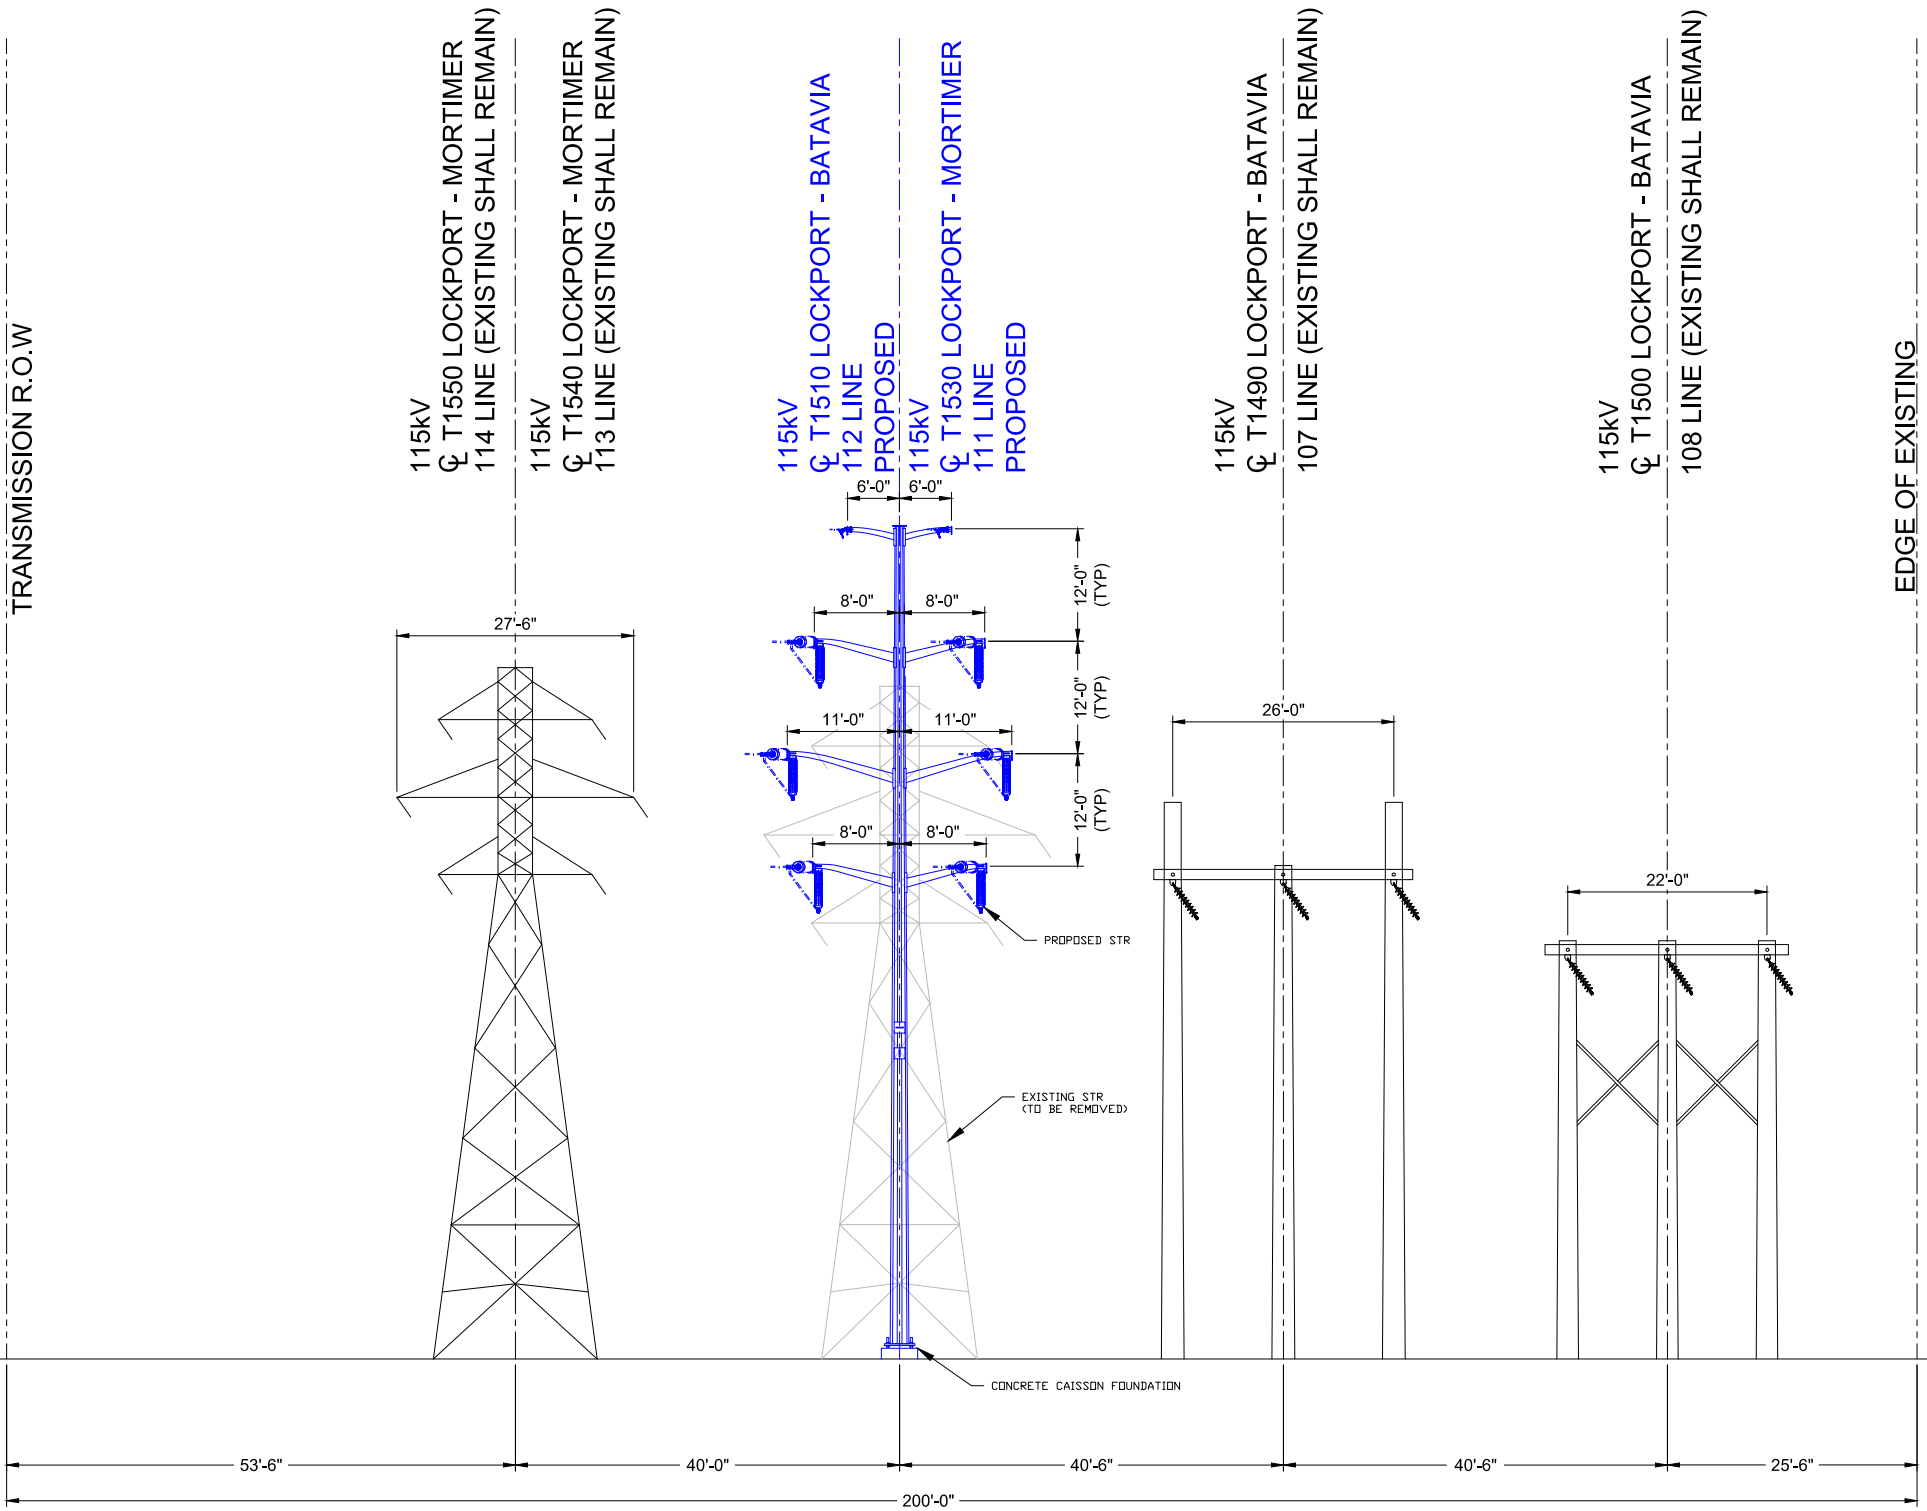 TRANSMISSION R.O.W
115kV
℄ T1550 LOCKPORT - MORTIMER
114 LINE (EXISTING SHALL REMAIN)
115kV
℄ T1540 LOCKPORT - MORTIMER
113 LINE (EXISTING SHALL REMAIN)
115kV
℄ T1510 LOCKPORT - BATAVIA
112 LINE
PROPOSED
115kV
℄ T1530 LOCKPORT - MORTIMER
111 LINE
PROPOSED
115kV
℄ T1490 LOCKPORT - BATAVIA
107 LINE (EXISTING SHALL REMAIN)
115kV
℄ T1500 LOCKPORT - BATAVIA
108 LINE (EXISTING SHALL REMAIN)
EDGE OF EXISTING
6'-0" 6'-0"
12'-0"
(TYP)
8'-0" 8'-0"
27'-6"
12'-0"
(TYP)
11'-0" 11'-0"
26'-0"
12'-0"
(TYP)
8'-0" 8'-0"
22'-0"
PROPOSED STR
EXISTING STR
(TO BE REMOVED)
CONCRETE CAISSON FOUNDATION
53'-6" 40'-0" 40'-6" 40'-6" 25'-6"
200'-0"